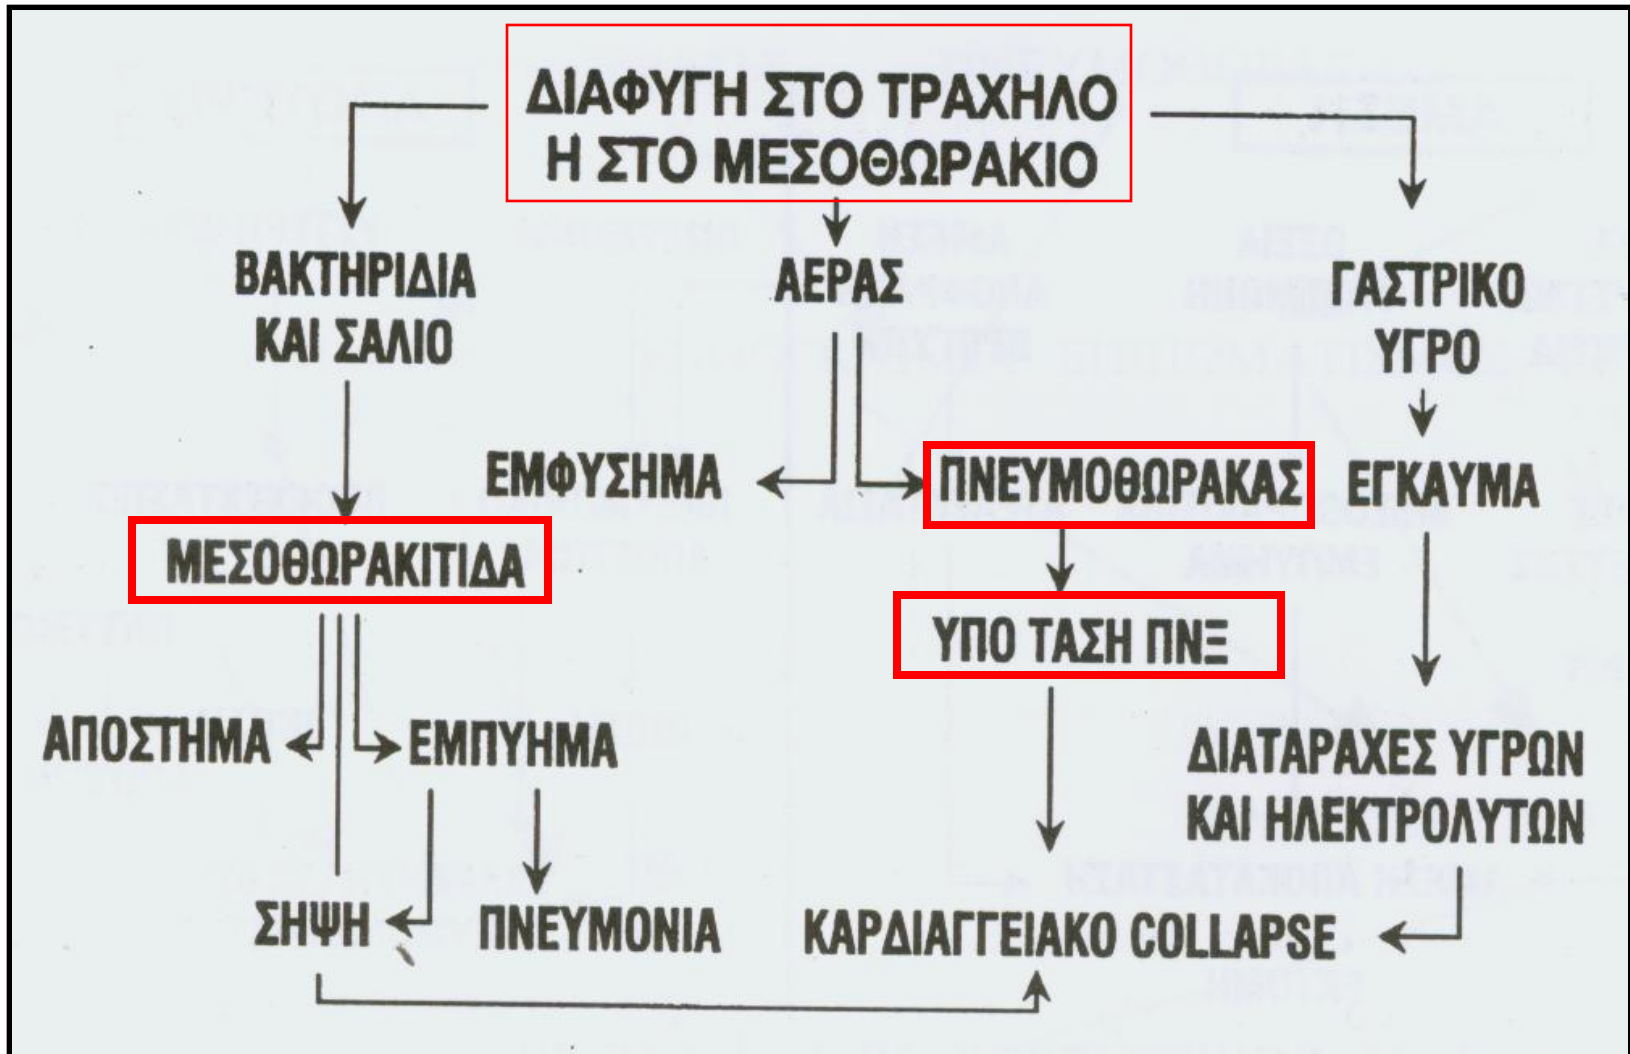 ΔΙΑΦΥΓΗ ΣΤΟ ΤΡΑΧΗΛΟ
Η ΣΤΟ ΜΕΣΟΘΩΡΑΚΙΟ
ΒΑΚΤΗΡΙΔΙΑ
ΚΑΙ ΣΑΛΙΟ
ΑΕΡΑΣ
ΓΑΣΤΡΙΚΟ
ΥΓΡΟ
ΕΜΦΥΣΗΜΑ
ΠΝΕΥΜΟΘΩΡΑΚΑΣ
ΕΓΚΑΥΜΑ
ΜΕΣΟΘΩΡΑΚΙΤΙΔΑ
ΥΠΟ ΤΑΣΗ ΠΝΞ
ΑΠΟΣΤΗΜΑ
ΕΜΠΥΗΜΑ
ΔΙΑΤΑΡΑΧΕΣ ΥΓΡΩΝ
ΚΑΙ ΗΛΕΚΤΡΟΛΥΤΩΝ
ΣΗΨΗ
ΠΝΕΥΜΟΝΙΑ
ΚΑΡΔΙΑΓΓΕΙΑΚΟ COLLAPSE